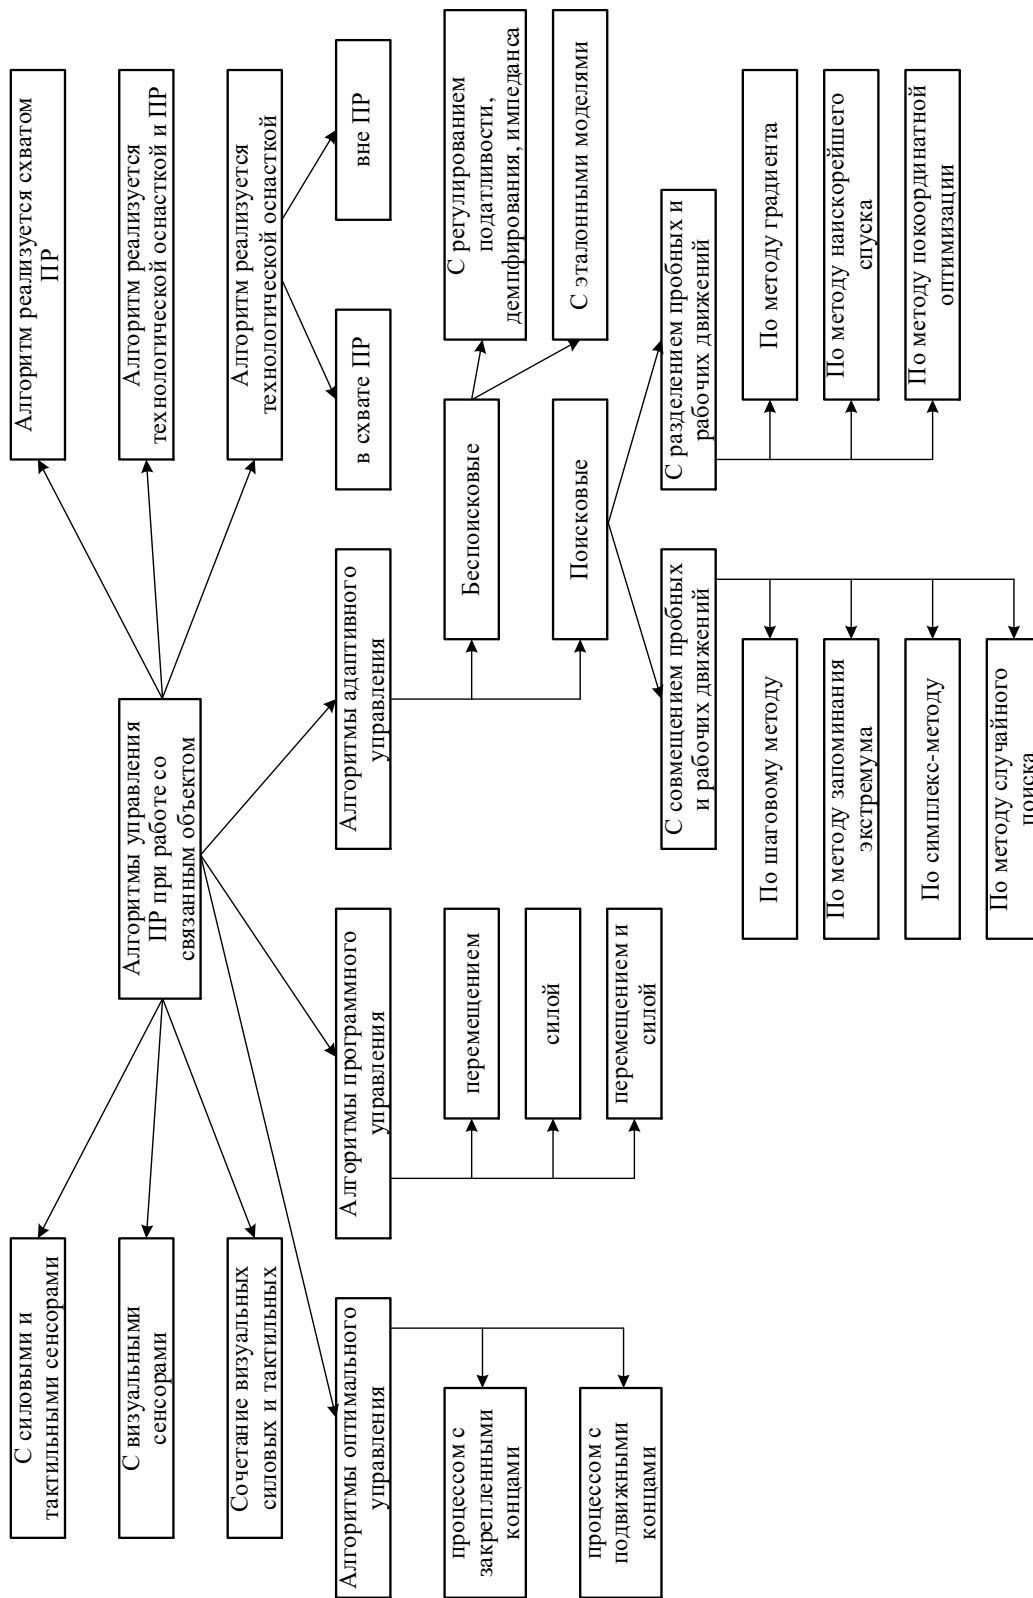 Алгоритмы управления
ПР при работе со
связанным объектом
С силовыми и
тактильными сенсорами
С визуальными
сенсорами
Сочетание визуальных
силовых и тактильных
Алгоритм реализуется схватом
ПР
Алгоритм реализует
технологической оснасткой и ПР
Алгоритм реализует
технологической оснасткой
в схвате ПР
вне ПР
Алгоритмы оптимального
управления
процессом с
закрепленными
концами
процессом с
подвижными
концами
Алгоритмы программного
управления
перемещением
силой
перемещением и
силой
Алгоритмы адаптивного
управления
Беспоисковые
С регулированием
податливости,
демпфирования, импеданса
С эталонными моделями
Поисковые
С совмещением пробных
и рабочих движений
По шаговому методу
По методу запоминания
экстремума
По симплекс-методу
По методу случайного
поиска
С разделением пробных и
рабочих движений
По методу градиента
По методу наискорейшего
спуска
По методу покоординатной
оптимизации